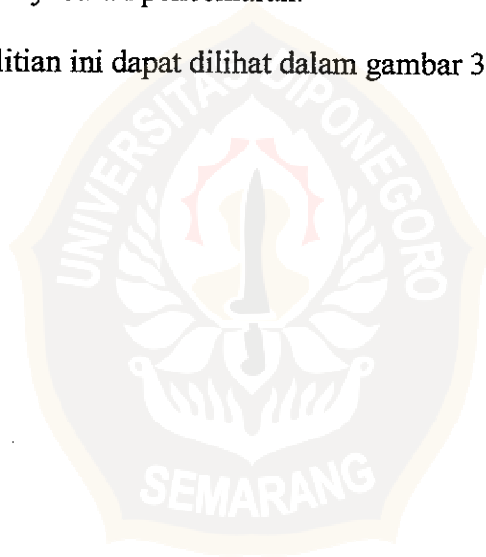 litian ini dapat dilihat dalam gambar 3
UNIVERSITAS DIPONEGORO
SEMARANG